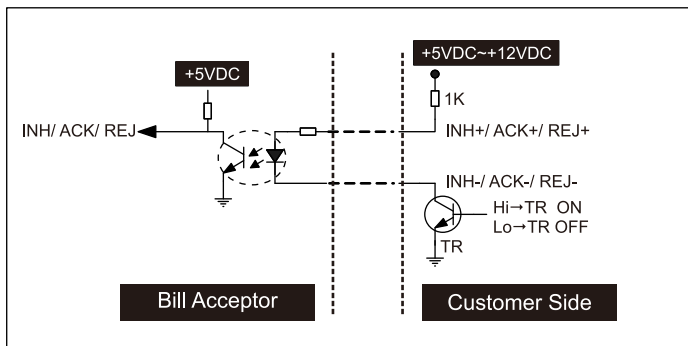 +5VDC
+5VDC~+12VDC
1K
INH/ ACK/ REJ
INH+/ ACK+/ REJ+
INH-/ ACK-/ REJ-
Hi→TR ON
Lo→TR OFF
TR
Bill Acceptor
Customer Side